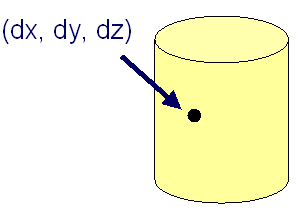 (dx, dy, dz)